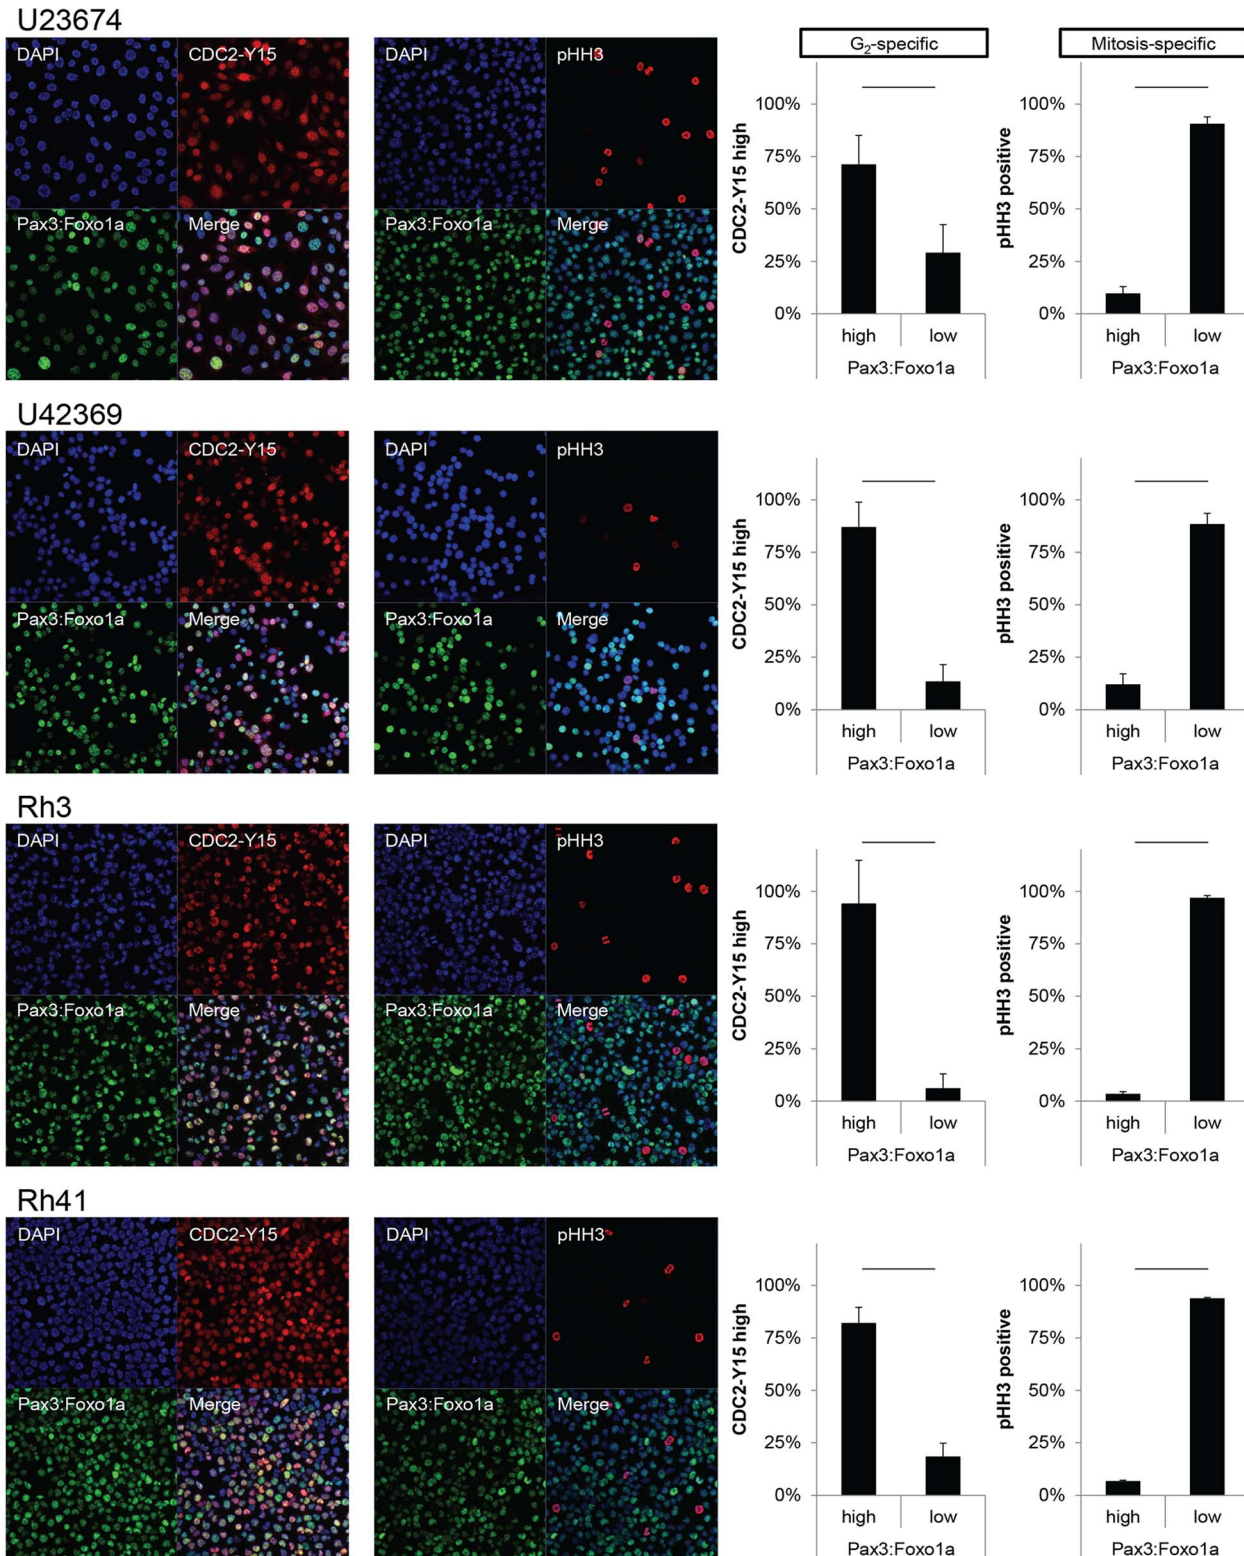 U23674
DAPI
CDC2-Y15
Pax3:Foxo1a
Merge
DAPI
pHH3
Pax3:Foxo1a
Merge
G₂-specific
CDC2-Y15 high
100%
75%
50%
25%
0%
high
low
Pax3:Foxo1a
Mitosis-specific
pHH3 positive
100%
75%
50%
25%
0%
high
low
Pax3:Foxo1a
U42369
DAPI
CDC2-Y15
Pax3:Foxo1a
Merge
DAPI
pHH3
Pax3:Foxo1a
Merge
CDC2-Y15 high
100%
75%
50%
25%
0%
high
low
Pax3:Foxo1a
pHH3 positive
100%
75%
50%
25%
0%
high
low
Pax3:Foxo1a
Rh3
DAPI
CDC2-Y15
Pax3:Foxo1a
Merge
DAPI
pHH3
Pax3:Foxo1a
Merge
CDC2-Y15 high
100%
75%
50%
25%
0%
high
low
Pax3:Foxo1a
pHH3 positive
100%
75%
50%
25%
0%
high
low
Pax3:Foxo1a
Rh41
DAPI
CDC2-Y15
Pax3:Foxo1a
Merge
DAPI
pHH3
Pax3:Foxo1a
Merge
CDC2-Y15 high
100%
75%
50%
25%
0%
high
low
Pax3:Foxo1a
pHH3 positive
100%
75%
50%
25%
0%
high
low
Pax3:Foxo1a